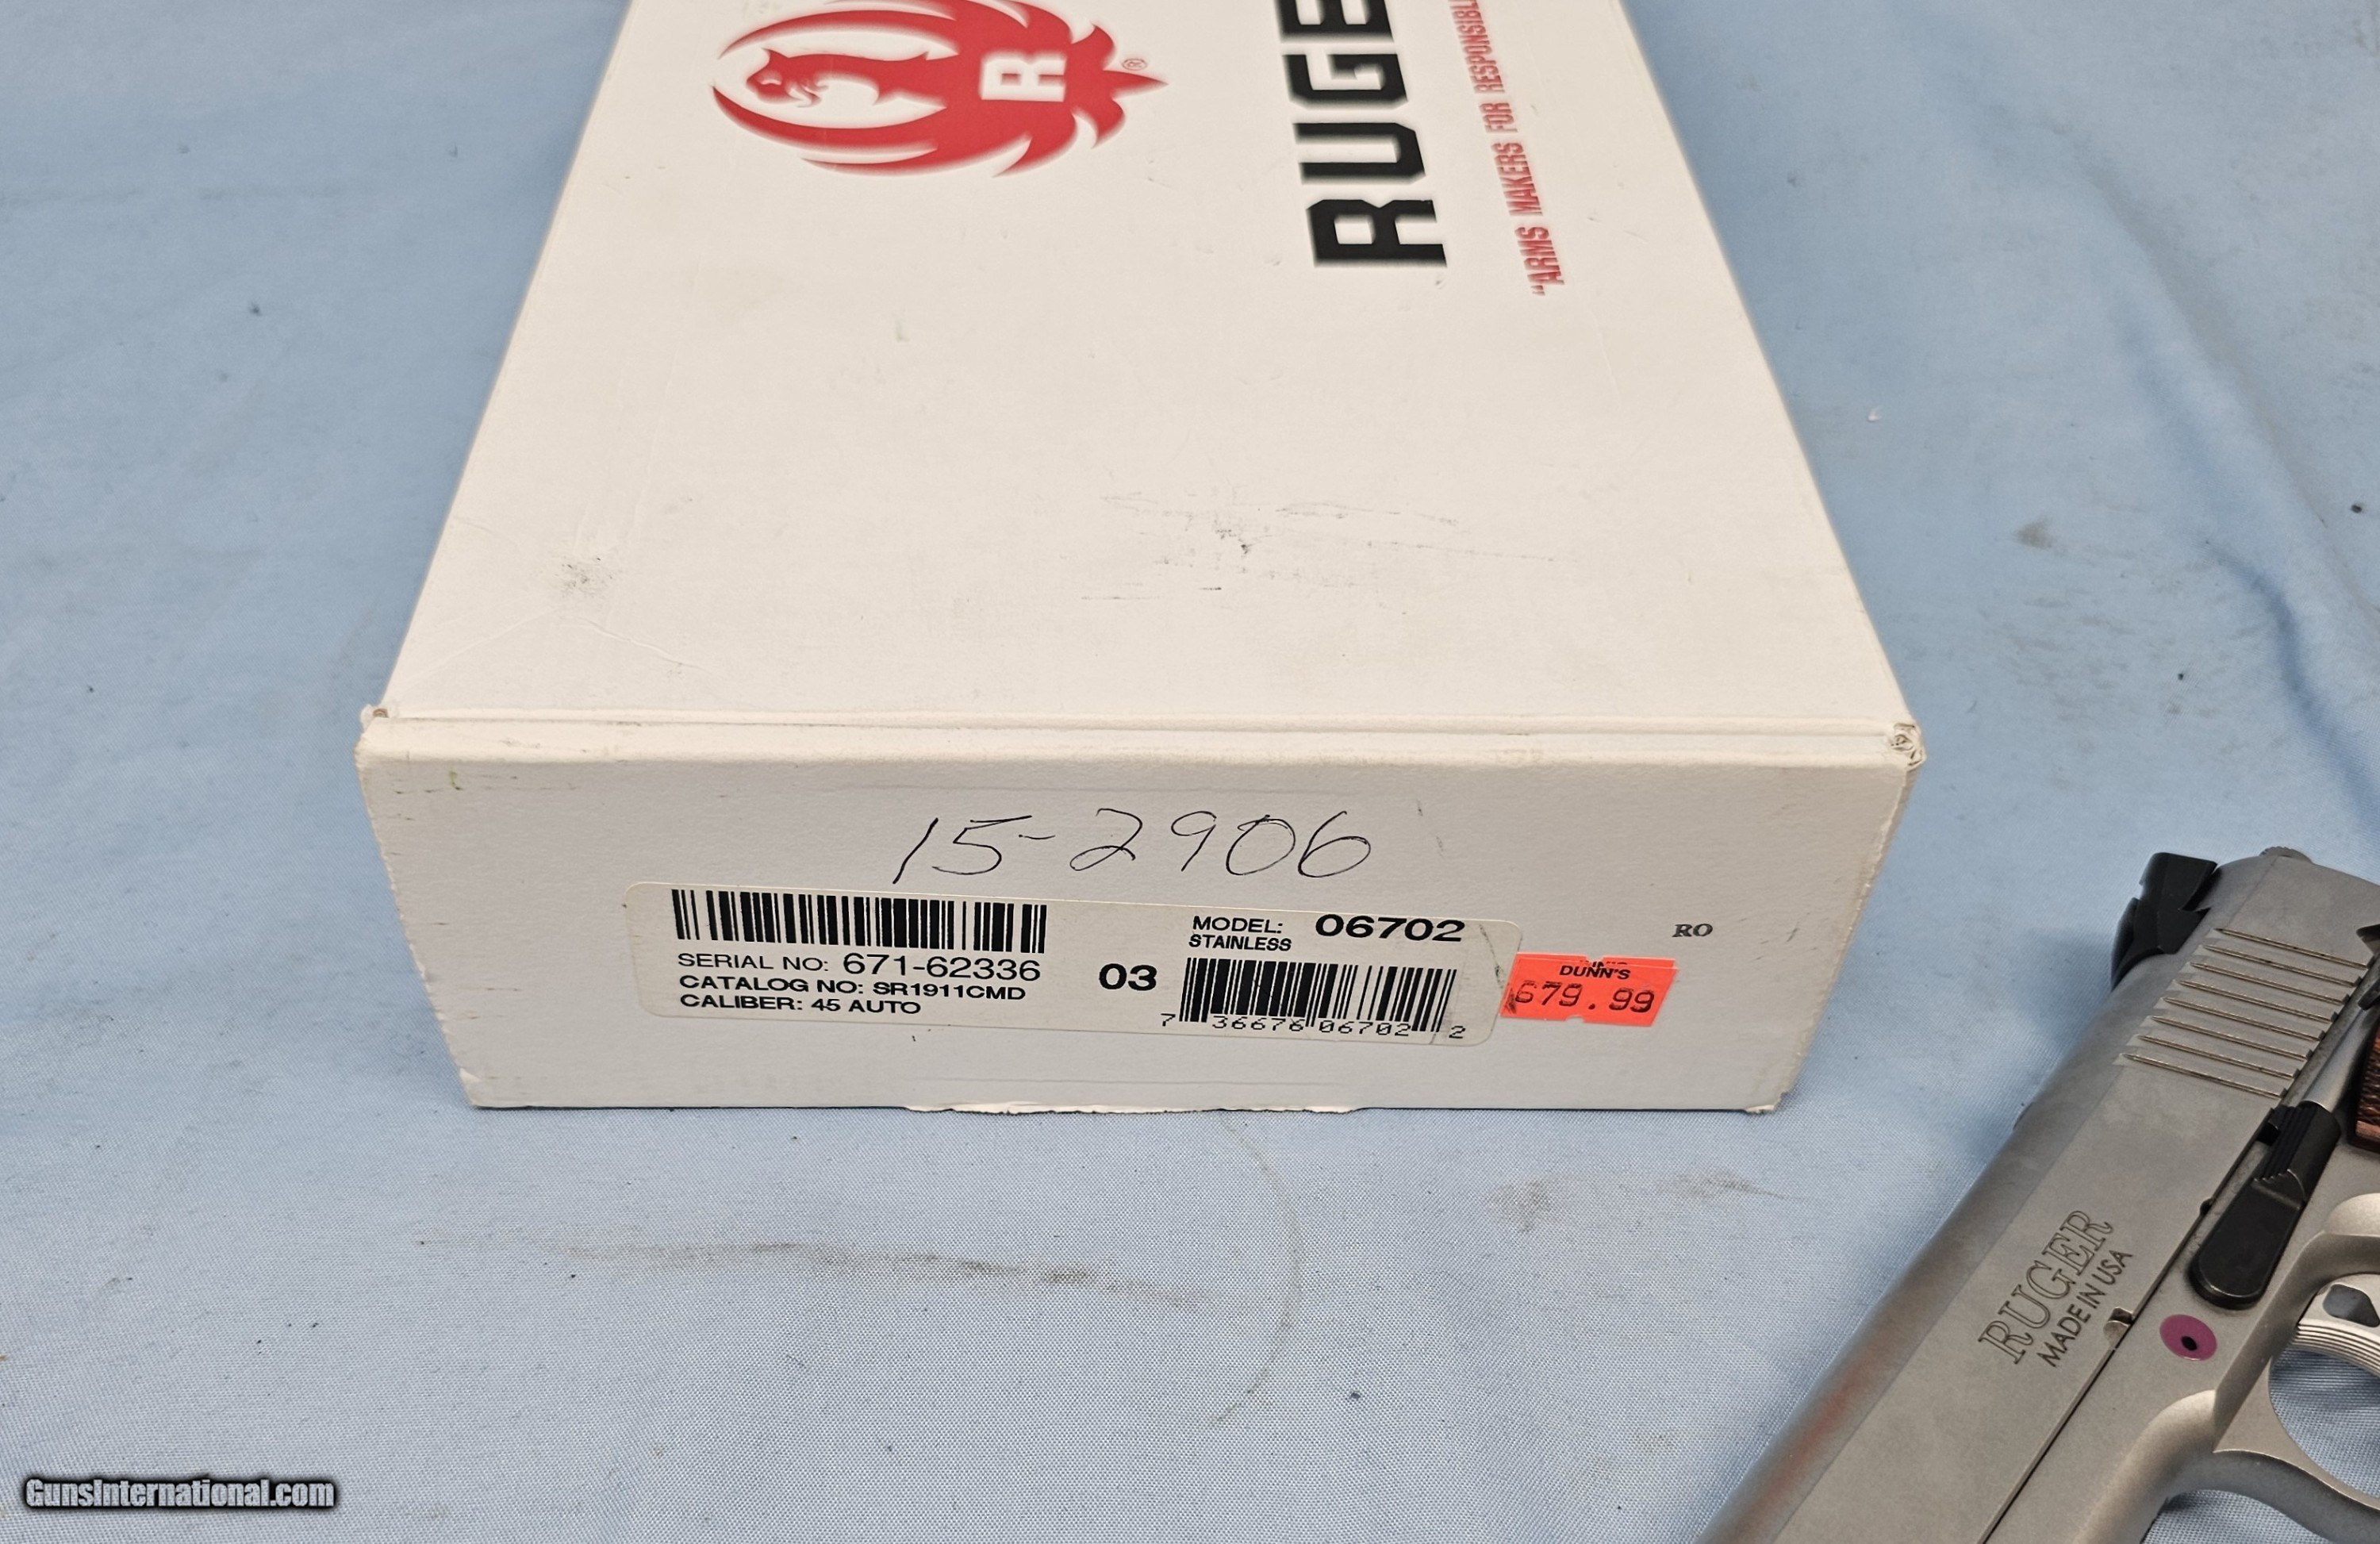 R
®
RUGE
"ARMS MAKERS FOR RESPONSIBL
15-2906
SERIAL NO: 671-62336
CATALOG NO: SR1911CMD
CALIBER: 45 AUTO
03
MODEL: 06702
STAINLESS
7 36676 06702 2
RO
DUNN'S
679.99
RUGER
MADE IN USA
GunsInternational.com